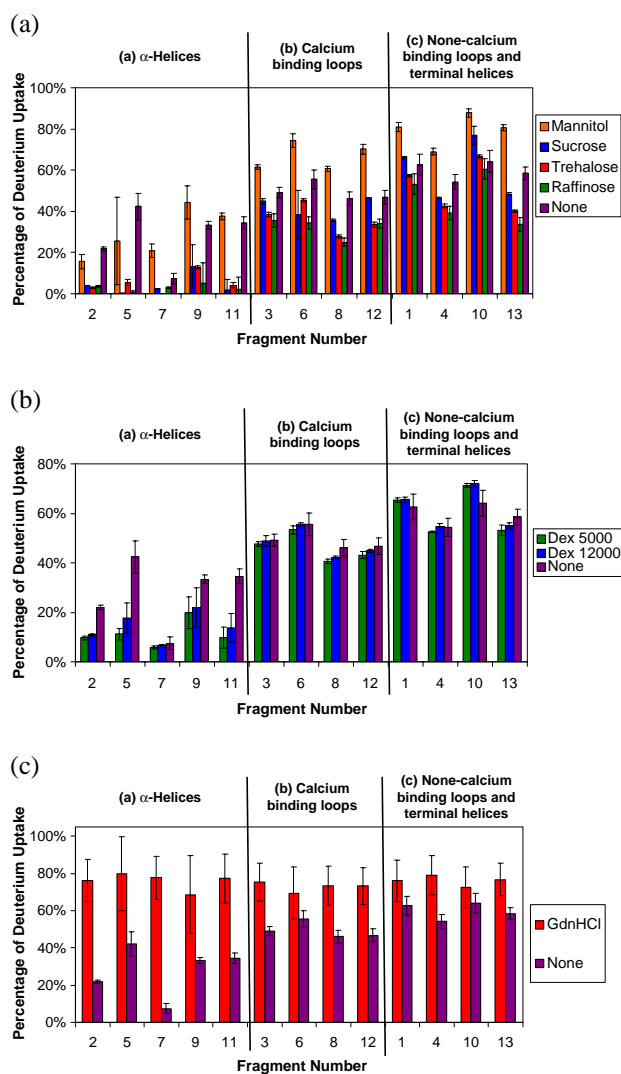 (a)
(a) α-Helices
(b) Calcium
binding loops
(c) None-calcium
binding loops and
terminal helices
Percentage of Deuterium Uptake
100%
80%
60%
40%
20%
0%
2 5 7 9 11 3 6 8 12 1 4 10 13
Fragment Number
Mannitol
Sucrose
Trehalose
Raffinose
None
(b)
(a) α-Helices
(b) Calcium
binding loops
(c) None-calcium
binding loops and
terminal helices
Percentage of Deuterium Uptake
80%
60%
40%
20%
0%
2 5 7 9 11 3 6 8 12 1 4 10 13
Fragment Number
Dex 5000
Dex 12000
None
(c)
(a) α-Helices
(b) Calcium
binding loops
(c) None-calcium
binding loops and
terminal helices
Percentage of Deuterium Uptake
100%
80%
60%
40%
20%
0%
2 5 7 9 11 3 6 8 12 1 4 10 13
Fragment Number
GdnHCl
None